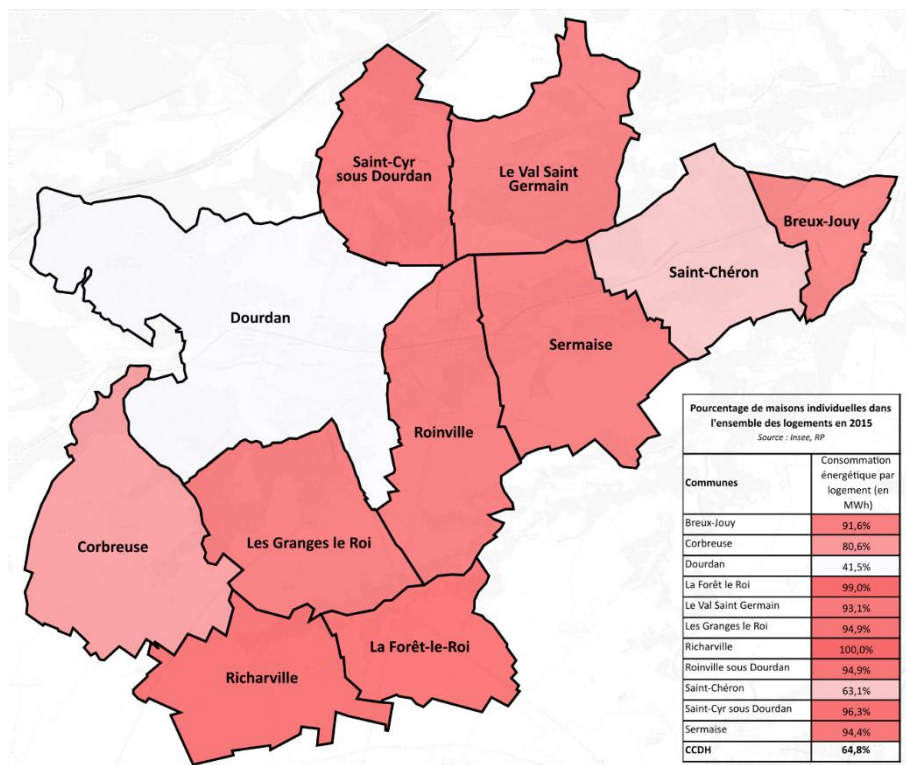 Saint-Cyr
sous Dourdan
Le Val Saint
Germain
Breux-Jouy
Saint-Chéron
Dourdan
Sermaise
Roinville
Corbreuse
Les Granges le Roi
La Forêt-le-Roi
Richarville
Pourcentage de maisons individuelles dans
l'ensemble des logements en 2015
Source : Insee, RP
Communes
Consommation
énergétique par
logement (en
MWh)
Breux-Jouy 91,6%
Corbreuse 80,6%
Dourdan 41,5%
La Forêt le Roi 99,0%
Le Val Saint Germain 93,1%
Les Granges le Roi 94,9%
Richarville 100,0%
Roinville sous Dourdan 94,9%
Saint-Chéron 63,1%
Saint-Cyr sous Dourdan 96,3%
Sermaise 94,4%
CCDH 64,8%